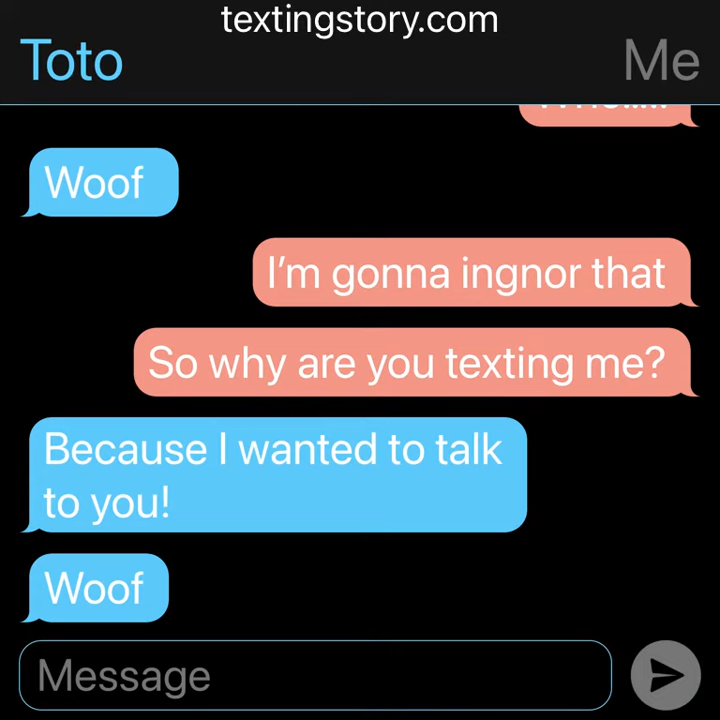 textingstory.com
Toto
Me
Woof
I'm gonna ingnor that
So why are you texting me?
Because I wanted to talk
to you!
Woof
Message